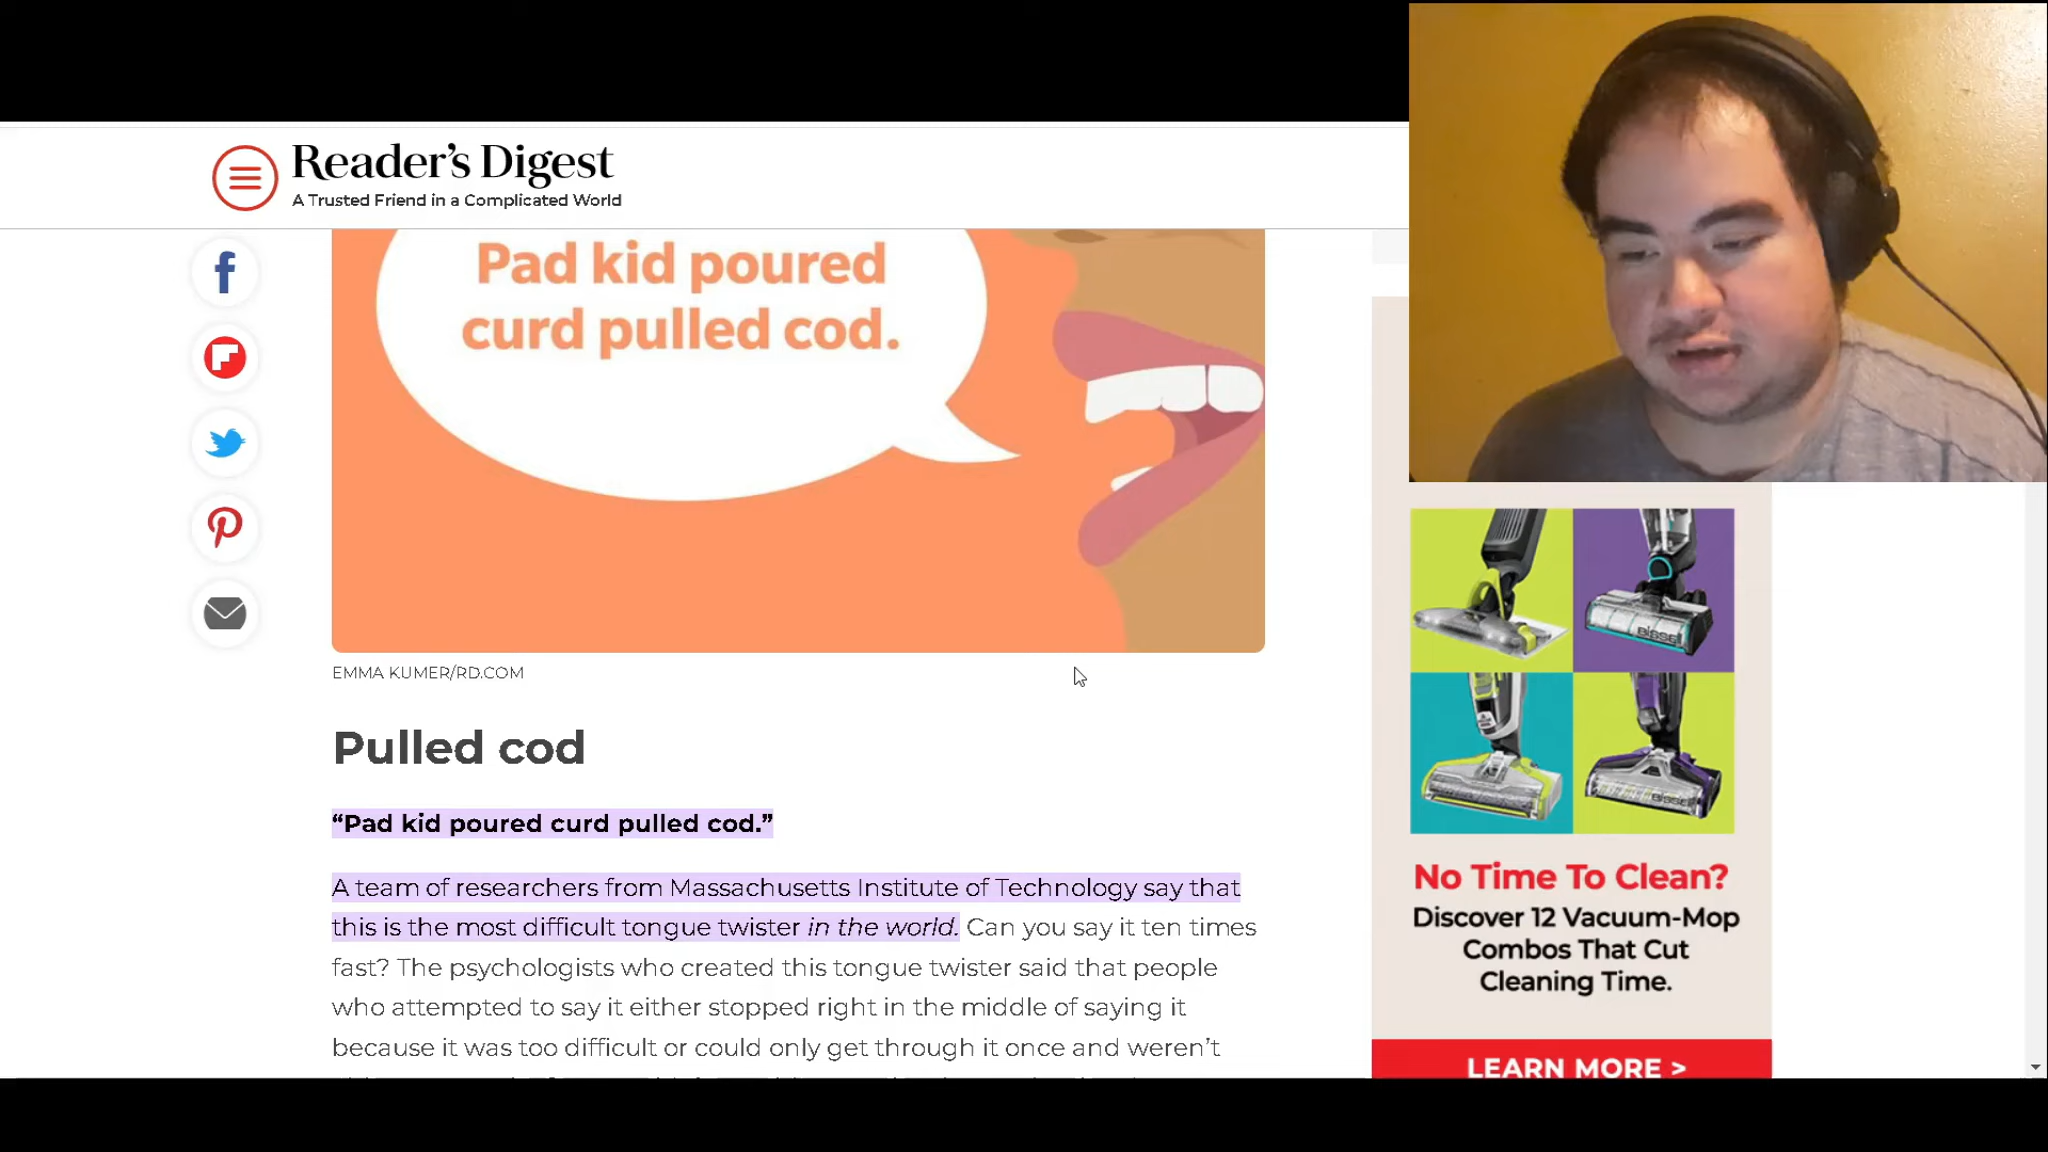 Reader's Digest
A Trusted Friend in a Complicated World
Pad kid poured
curd pulled cod.
EMMA KUMER/RD.COM
Pulled cod
“Pad kid poured curd pulled cod.”
A team of researchers from Massachusetts Institute of Technology say that
this is the most difficult tongue twister in the world. Can you say it ten times
fast? The psychologists who created this tongue twister said that people
who attempted to say it either stopped right in the middle of saying it
because it was too difficult or could only get through it once and weren’t
BISSELL
BISSELL
No Time To Clean?
Discover 12 Vacuum-Mop
Combos That Cut
Cleaning Time.
LEARN MORE >